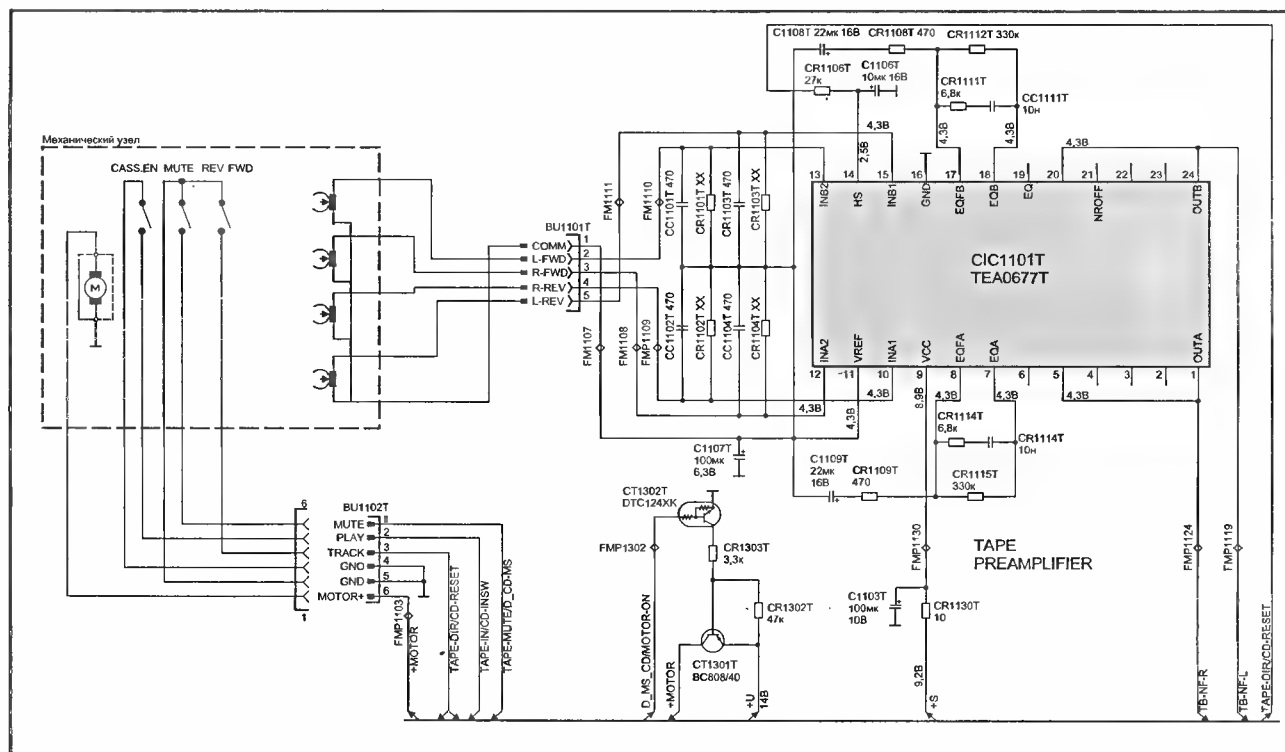 C1108T 22мк 16В
CR1108T 470
CR1112T 330к
CR1106T
27к
C1106T
10мк 16В
CR1111T
6,8к
CC1111T
10н
4,3В
4,3В
4,3В
4,3В
2,5В
Механический узел
CASS.EN MUTE REV FWD
M
FM1111
FM1110
CC1101T 470
CR1101T XX
CC1103T 470
CR1103T XX
13 14 15 16 17 18 19 20 21 22 23 24
INB2
HS
INB1
GND
EQFB
EQB
EQ
NROFF
OUTB
CIC1101T
TEA0677T
BU1101T
COMM 1
L-FWD 2
R-FWD 3
R-REV 4
L-REV 5
FM1107
FM1108
FMP1109
CC1102T 470
CR1102T XX
CC1104T 470
CR1104T XX
INA2
VREF
INA1
VCC
EQFA
EQA
OUTA
12 11 10 9 8 7 6 5 4 3 2 1
4,3В
4,3В
4,3В
8,9В
4,3В
4,3В
4,3В
CR1114T
6,8к
CR1114T
10н
C1107T
100мк
6,3В
C1109T
22мк
16В
CR1109T
470
CR1115T
330к
CT1302T
DTC124XK
BU1102T
6
MUTE
PLAY 2
TRACK 3
GNO 4
GND 5
MOTOR+ 6
1
FMP1302
CR1303T
3,3к
FMP1130
TAPE
PREAMPLIFIER
FMP1124
FMP1119
C1103T
100мк
10В
CR1130T
10
CR1302T
47к
CT1301T
BC808/40
FMP1103
+MOTOR
TAPE-DIR/CD-RESET
TAPE-IN/CD-INSW
TAPE-MUTE/D_CD-MS
D_MS_CD/MOTOR-ON
+MOTOR
+U
14В
9,2В
+S
TB-NF-R
TB-NF-L
TAPE-DIR/CD-RESET